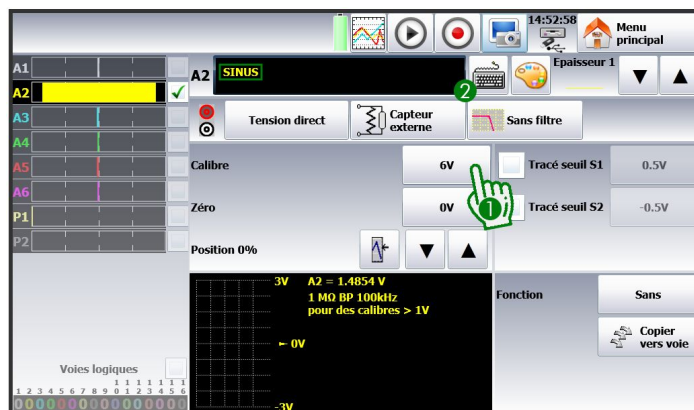 14:52:58
Menu
principal
A1
A2
A3
A4
A5
A6
P1
P2
Voies logiques
1 1 1 1 1 1 1
1 2 3 4 5 6 7 8 9 0 1 2 3 4 5 6
0 0 0 0 0 0 0 0 0 0 0 0 0 0 0 0
A2
SINUS
2
Epaisseur 1
Tension direct
Capteur
externe
Sans filtre
Calibre
6V
1
Tracé seuil S1
0.5V
Zéro
0V
Tracé seuil S2
-0.5V
Position 0%
3V
A2 = 1.4854 V
1 MΩ BP 100kHz
pour des calibres > 1V
0V
-3V
Fonction
Sans
Copier
vers voie